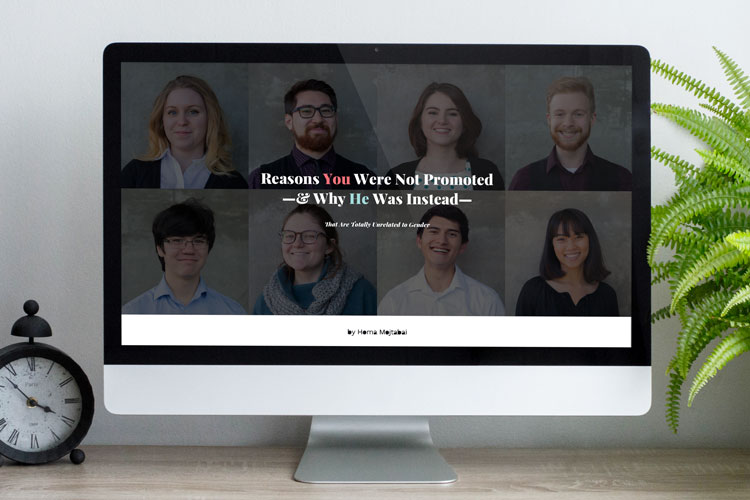 Reasons You Were Not Promoted
—& Why He Was Instead—
That Are Totally Unrelated to Gender
by Homa Mojtabai